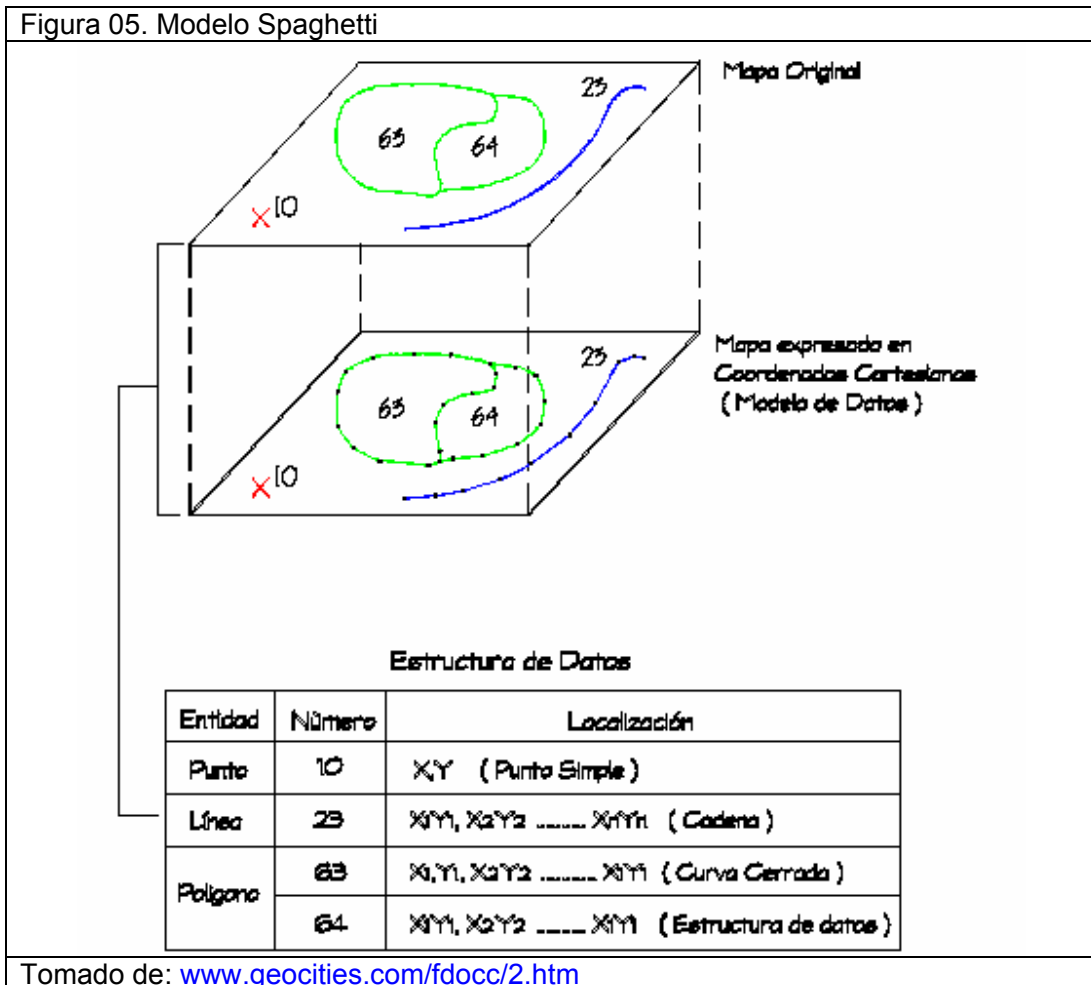 Figura 05. Modelo Spaghetti
Mapa Original
23
63
64
10
Mapa expresado en
Coordenadas Cartesianas
( Modelo de Datos )
23
63
64
10
Estructura de Datos
Entidad Número Localización
Punto 10 X,Y ( Punto Simple )
Línea 23 X1Y1, X2Y2 ........ XnYn ( Cadena )
Polígono
63 X1,Y1, X2Y2 ......... X1Y1 ( Curva Cerrada )
64 X1Y1, X2Y2 ...... X1Y1 ( Estructura de datos )
Tomado de: www.geocities.com/fdocc/2.htm